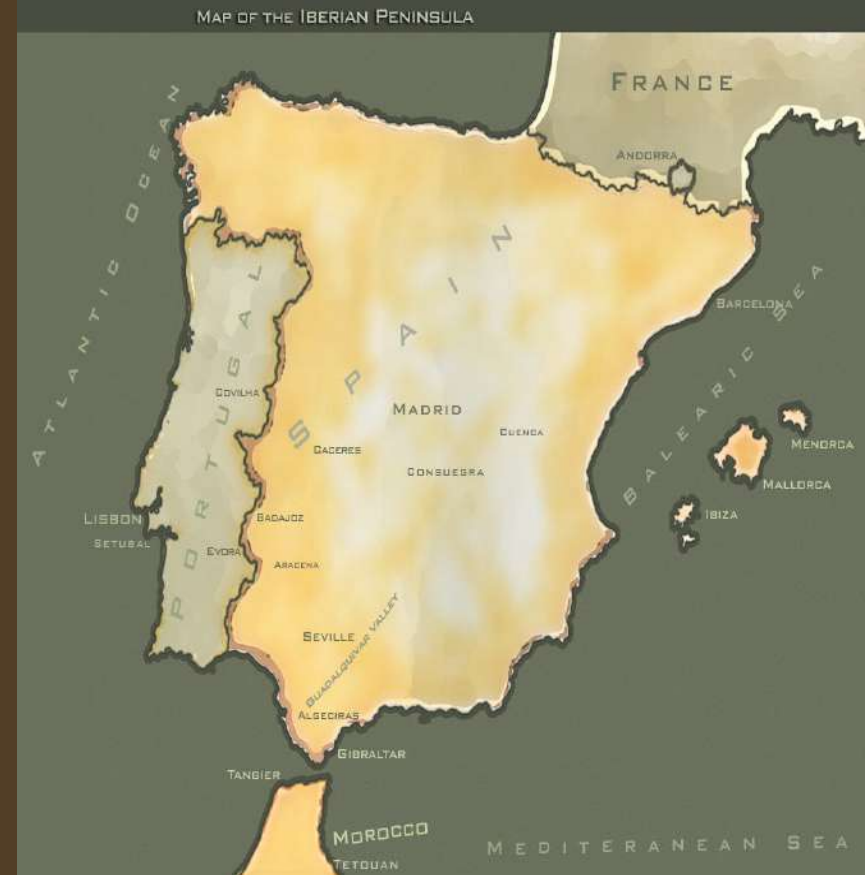 MAP OF THE IBERIAN PENINSULA
FRANCE
ATLANTIC OCEAN
ANDORRA
SPAIN
PORTUGAL
BARCELONA
BALEARIC SEA
COVILHA
MADRID
CUENCA
MENORCA
CACERES
CONSUEGRA
MALLORCA
LISBON
BADAJOZ
IBIZA
SETUBAL
EVORA
ARACENA
SEVILLE
GUADALQUIVAR VALLEY
ALGECIRAS
GIBRALTAR
TANGIER
MOROCCO
MEDITERANEAN SEA
TETOUAN